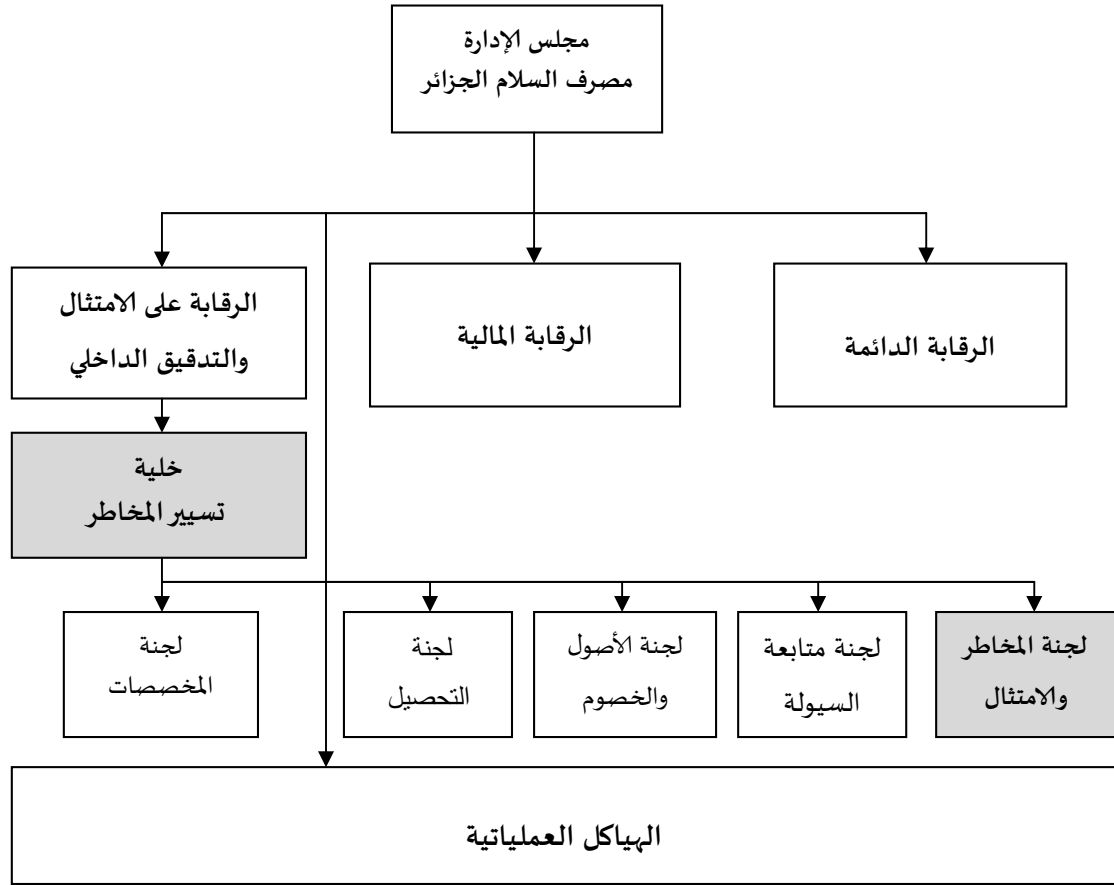 مجلس الإدارة
مصرف السلام الجزائر
الرقابة الدائمة
الرقابة المالية
الرقابة على الامتثال
والتدقيق الداخلي
خلية
تسيير المخاطر
لجنة المخاطر
والامتثال
لجنة متابعة
السيولة
لجنة الأصول
والخصوم
لجنة
التحصيل
لجنة
المخصصات
الهياكل العملياتية